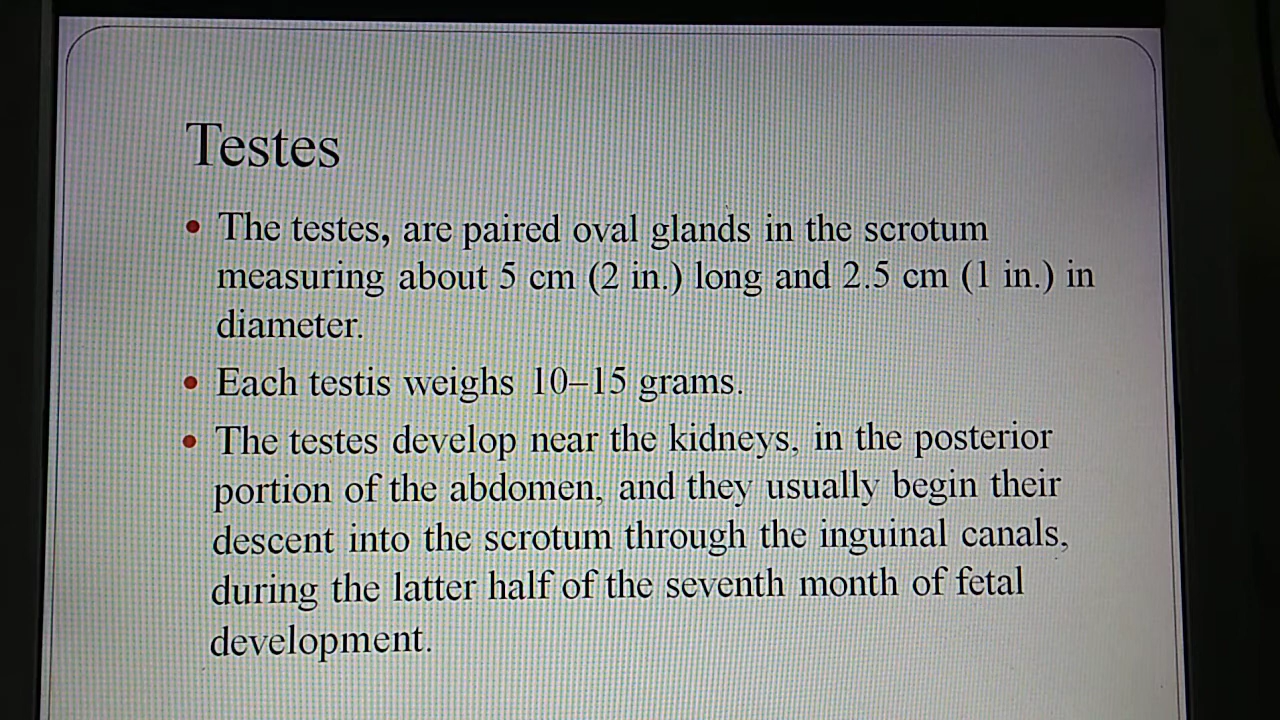 Testes
• The testes, are paired oval glands in the scrotum
measuring about 5 cm (2 in.) long and 2.5 cm (1 in.) in
diameter.
• Each testis weighs 10–15 grams.
• The testes develop near the kidneys, in the posterior
portion of the abdomen, and they usually begin their
descent into the scrotum through the inguinal canals,
during the latter half of the seventh month of fetal
development.